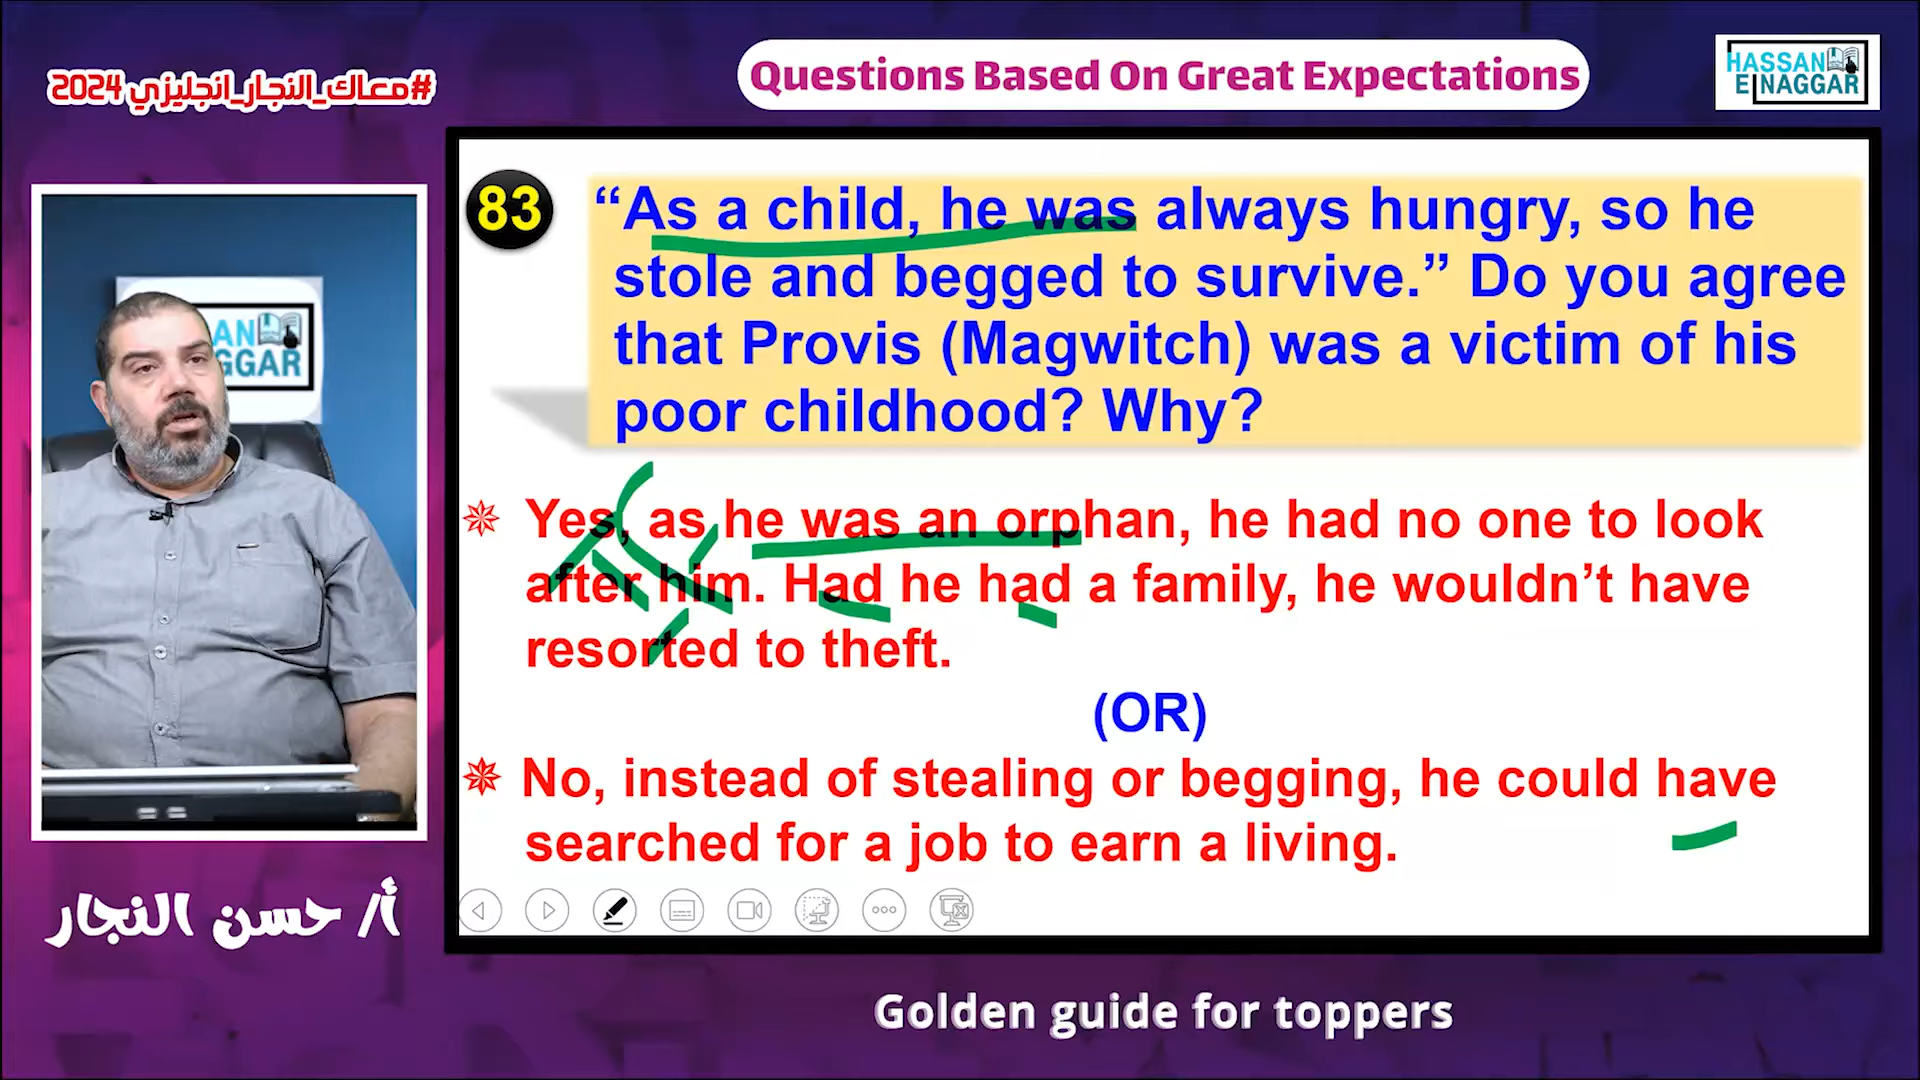 #معاك_النجار_انجليزي 2024
Questions Based On Great Expectations
HASSAN
ELNAGGAR
83
“As a child, he was always hungry, so he
stole and begged to survive.” Do you agree
that Provis (Magwitch) was a victim of his
poor childhood? Why?
AN
GGAR
Yes, as he was an orphan, he had no one to look
after him. Had he had a family, he wouldn’t have
resorted to theft.
(OR)
No, instead of stealing or begging, he could have
searched for a job to earn a living.
أ/ حسن النجار
Golden guide for toppers